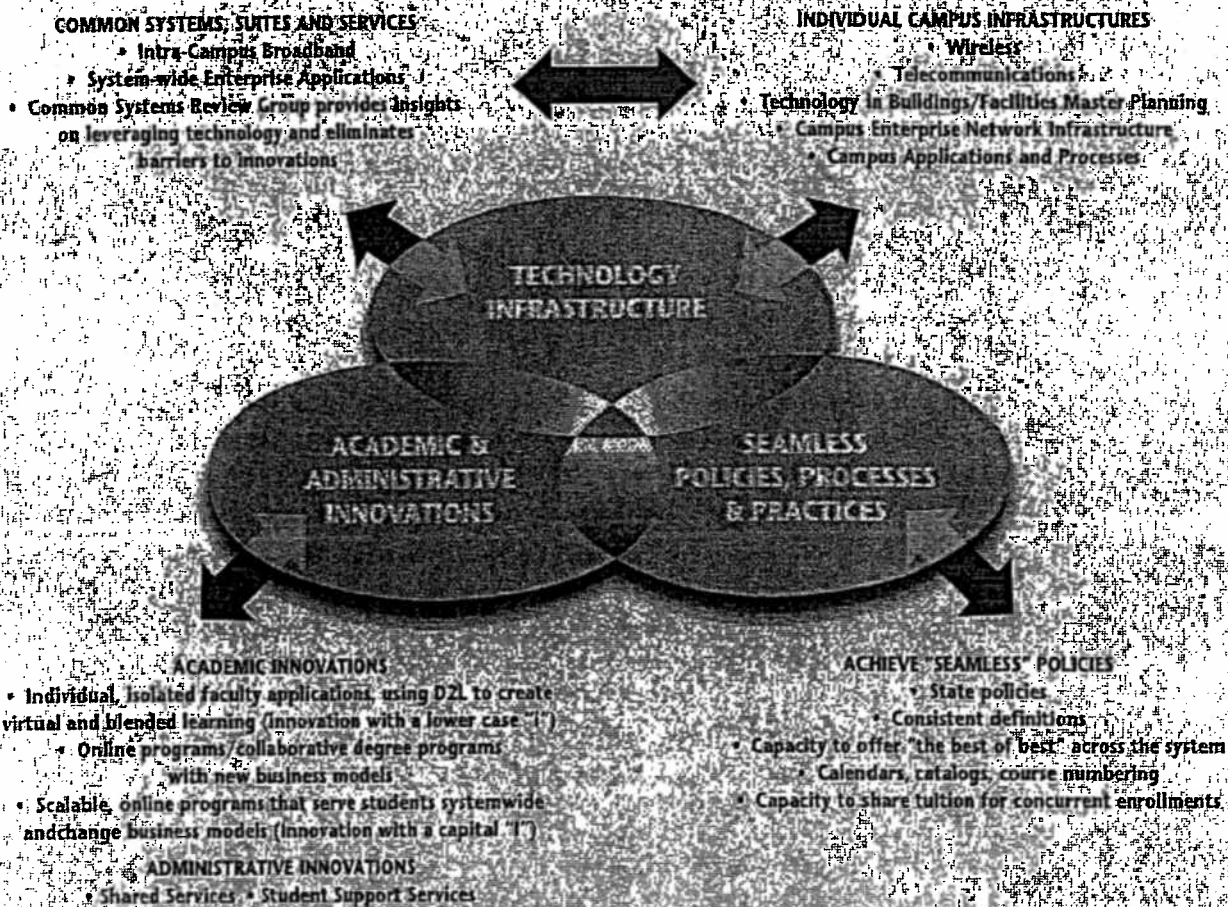 COMMON SYSTEMS, SUITES AND SERVICES
• Intra-Campus Broadband
• System-wide Enterprise Applications
• Common Systems Review Group provides insights
on leveraging technology and eliminates
barriers to innovations
INDIVIDUAL CAMPUS INFRASTRUCTURES
• Wireless
• Telecommunications
• Technology in Buildings/Facilities Master Planning
• Campus Enterprise Network Infrastructure
• Campus Applications and Processes
TECHNOLOGY
INFRASTRUCTURE
ACADEMIC &
ADMINISTRATIVE
INNOVATIONS
SEAMLESS
POLICIES, PROCESSES
& PRACTICES
ACADEMIC INNOVATIONS
• Individual, isolated faculty applications, using D2L to create
virtual and blended learning (Innovation with a lower case "i")
• Online programs/collaborative degree programs
with new business models
• Scalable, online programs that serve students systemwide
andchange business models (Innovation with a capital "I")
ADMINISTRATIVE INNOVATIONS
• Shared Services • Student Support Services
ACHIEVE "SEAMLESS" POLICIES
• State policies
Consistent definitions
• Capacity to offer "the best of best" across the system
• Calendars, catalogs, course numbering
• Capacity to share tuition for concurrent enrollments